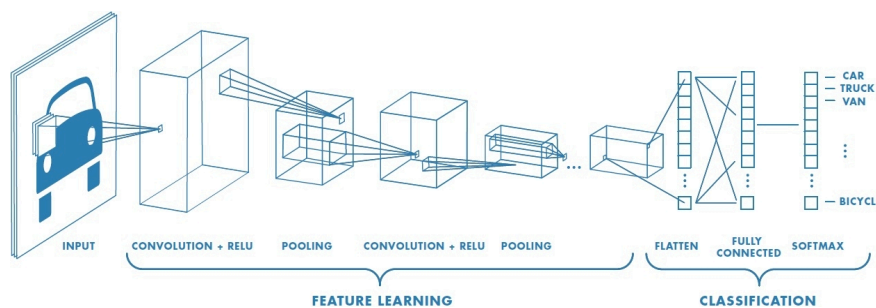 CAR
TRUCK
VAN
BICYCL
INPUT
CONVOLUTION + RELU
POOLING
CONVOLUTION + RELU
POOLING
FLATTEN
FULLY
CONNECTED
SOFTMAX
FEATURE LEARNING
CLASSIFICATION